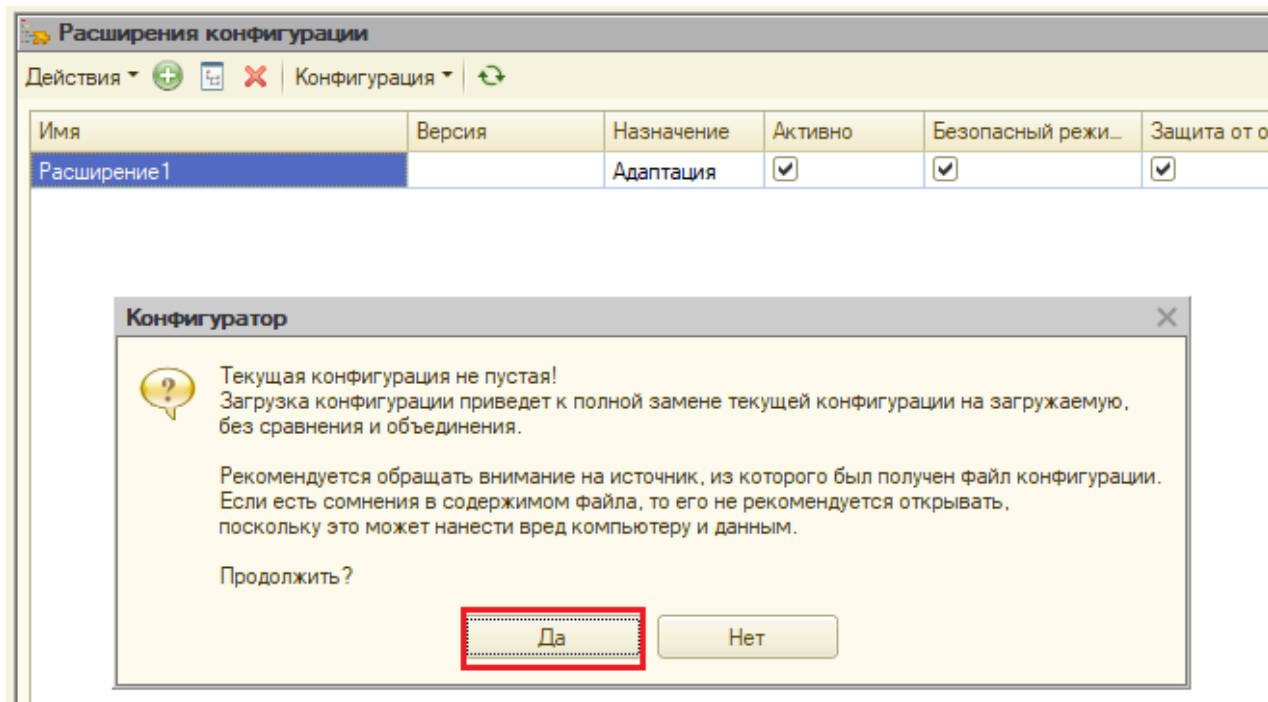 Расширения конфигурации
Действия Конфигурация
Имя Версия Назначение Активно Безопасный режи... Защита от о
Расширение1 Адаптация
Конфигуратор
Текущая конфигурация не пустая!
Загрузка конфигурации приведет к полной замене текущей конфигурации на загружаемую,
без сравнения и объединения.
Рекомендуется обращать внимание на источник, из которого был получен файл конфигурации.
Если есть сомнения в содержимом файла, то его не рекомендуется открывать,
поскольку это может нанести вред компьютеру и данным.
Продолжить?
Да Нет